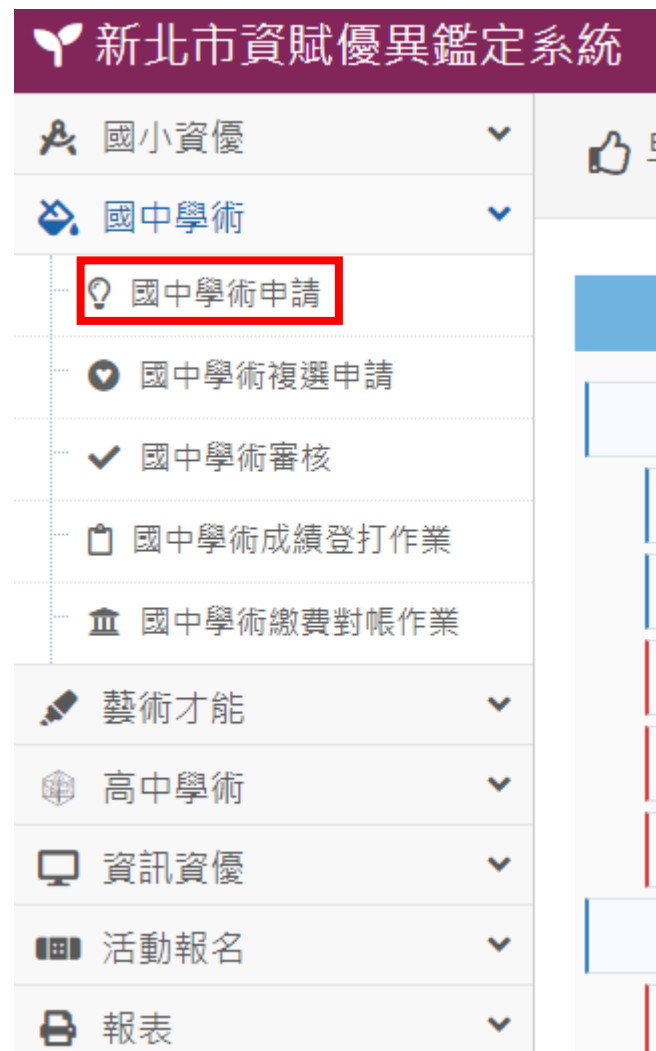 新北市資賦優異鑑定系統
國小資優
國中學術
國中學術申請
國中學術複選申請
國中學術審核
國中學術成績登打作業
國中學術繳費對帳作業
藝術才能
高中學術
資訊資優
活動報名
報表